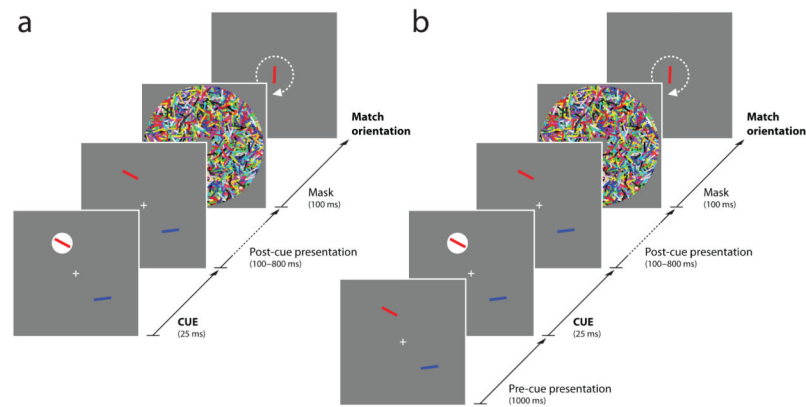 a
b
Match
orientation
Mask
(100 ms)
Post-cue presentation
(100–800 ms)
CUE
(25 ms)
Match
orientation
Mask
(100 ms)
Post-cue presentation
(100–800 ms)
CUE
(25 ms)
Pre-cue presentation
(1000 ms)